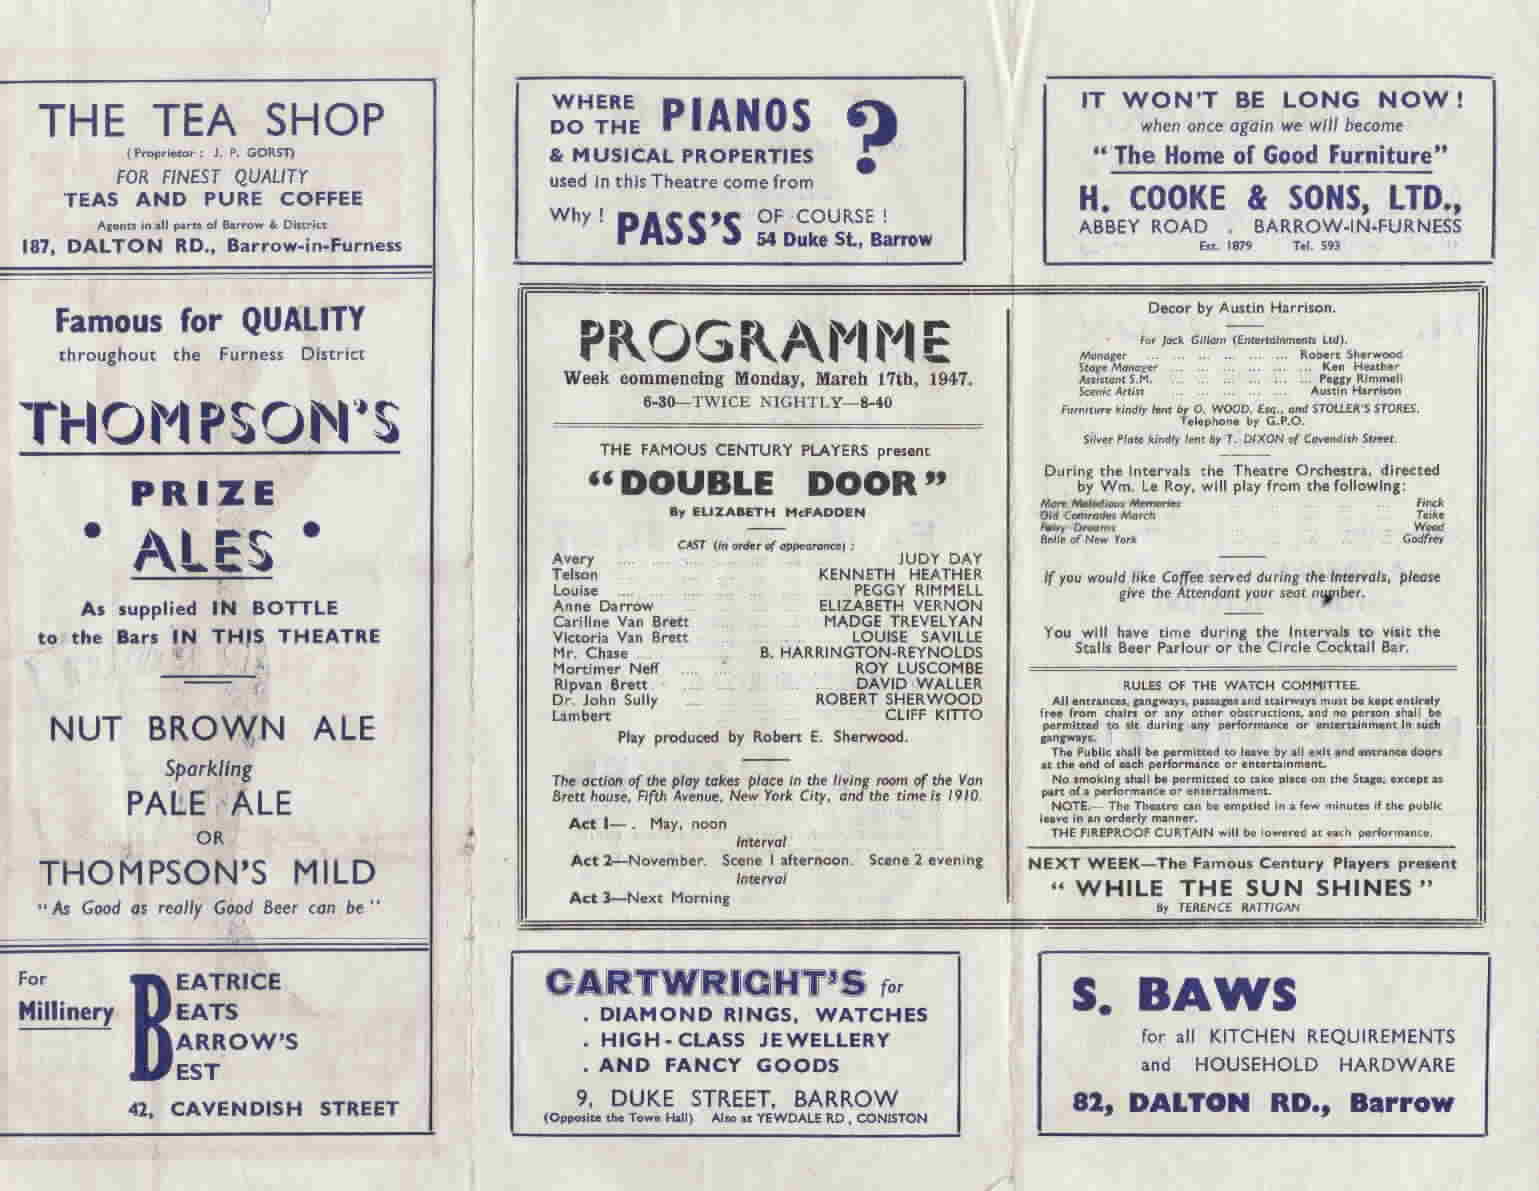 THE TEA SHOP
(Proprietor : J. P. GORST)
FOR FINEST QUALITY
TEAS AND PURE COFFEE
Agents in all parts of Barrow & District
187, DALTON RD., Barrow-in-Furness
Famous for QUALITY
throughout the Furness District
THOMPSON'S
PRIZE
• ALES •
As supplied IN BOTTLE
to the Bars IN THIS THEATRE
NUT BROWN ALE
Sparkling
PALE ALE
OR
THOMPSON'S MILD
"As Good as really Good Beer can be"
For
Millinery
BEATRICE
BEATS
BARROW'S
BEST
42, CAVENDISH STREET
WHERE
DO THE PIANOS ?
& MUSICAL PROPERTIES
used in this Theatre come from
Why ! PASS'S OF COURSE !
54 Duke St., Barrow
IT WON'T BE LONG NOW !
when once again we will become
"The Home of Good Furniture"
H. COOKE & SONS, LTD.,
ABBEY ROAD . BARROW-IN-FURNESS
Est. 1879 Tel. 593
PROGRAMME
Week commencing Monday, March 17th, 1947.
6-30—TWICE NIGHTLY—8-40
THE FAMOUS CENTURY PLAYERS present
"DOUBLE DOOR"
By ELIZABETH McFADDEN
CAST (in order of appearance) :
Avery ... JUDY DAY
Telson ... KENNETH HEATHER
Louise ... PEGGY RIMMELL
Anne Darrow ... ELIZABETH VERNON
Cariline Van Brett ... MADGE TREVELYAN
Victoria Van Brett ... LOUISE SAVILLE
Mr. Chase ... B. HARRINGTON-REYNOLDS
Mortimer Neff ... ROY LUSCOMBE
Ripvan Brett ... DAVID WALLER
Dr. John Sully ... ROBERT SHERWOOD
Lambert ... CLIFF KITTO
Play produced by Robert E. Sherwood.
The action of the play takes place in the living room of the Van
Brett house, Fifth Avenue, New York City, and the time is 1910.
Act 1— . May, noon
Interval
Act 2—November. Scene 1 afternoon. Scene 2 evening
Interval
Act 3—Next Morning
Decor by Austin Harrison.
For Jack Gillam (Entertainments Ltd).
Manager ... Robert Sherwood
Stage Manager ... Ken Heather
Assistant S.M. ... Peggy Rimmell
Scenic Artist ... Austin Harrison
Furniture kindly lent by O. WOOD, Esq., and STOLLER'S STORES.
Telephone by G.P.O.
Silver Plate kindly lent by T. DIXON of Cavendish Street.
During the Intervals the Theatre Orchestra, directed
by Wm. Le Roy, will play from the following:
More Melodious Memories ... Finck
Old Comrades March ... Teike
Fairy Dreams ... Wood
Belle of New York ... Godfrey
If you would like Coffee served during the Intervals, please
give the Attendant your seat number.
You will have time during the Intervals to visit the
Stalls Beer Parlour or the Circle Cocktail Bar.
RULES OF THE WATCH COMMITTEE.
All entrances, gangways, passages and stairways must be kept entirely
free from chairs or any other obstructions, and no person shall be
permitted to sit during any performance or entertainment in such
gangways.
The Public shall be permitted to leave by all exit and entrance doors
at the end of each performance or entertainment.
No smoking shall be permitted to take place on the Stage; except as
part of a performance or entertainment.
NOTE.— The Theatre can be emptied in a few minutes if the public
leave in an orderly manner.
THE FIREPROOF CURTAIN will be lowered at each performance.
NEXT WEEK—The Famous Century Players present
"WHILE THE SUN SHINES"
By TERENCE RATTIGAN
CARTWRIGHT'S for
. DIAMOND RINGS, WATCHES
. HIGH-CLASS JEWELLERY
. AND FANCY GOODS
9, DUKE STREET, BARROW
(Opposite the Town Hall) Also at YEWDALE RD, CONISTON
S. BAWS
for all KITCHEN REQUIREMENTS
and HOUSEHOLD HARDWARE
82, DALTON RD., Barrow